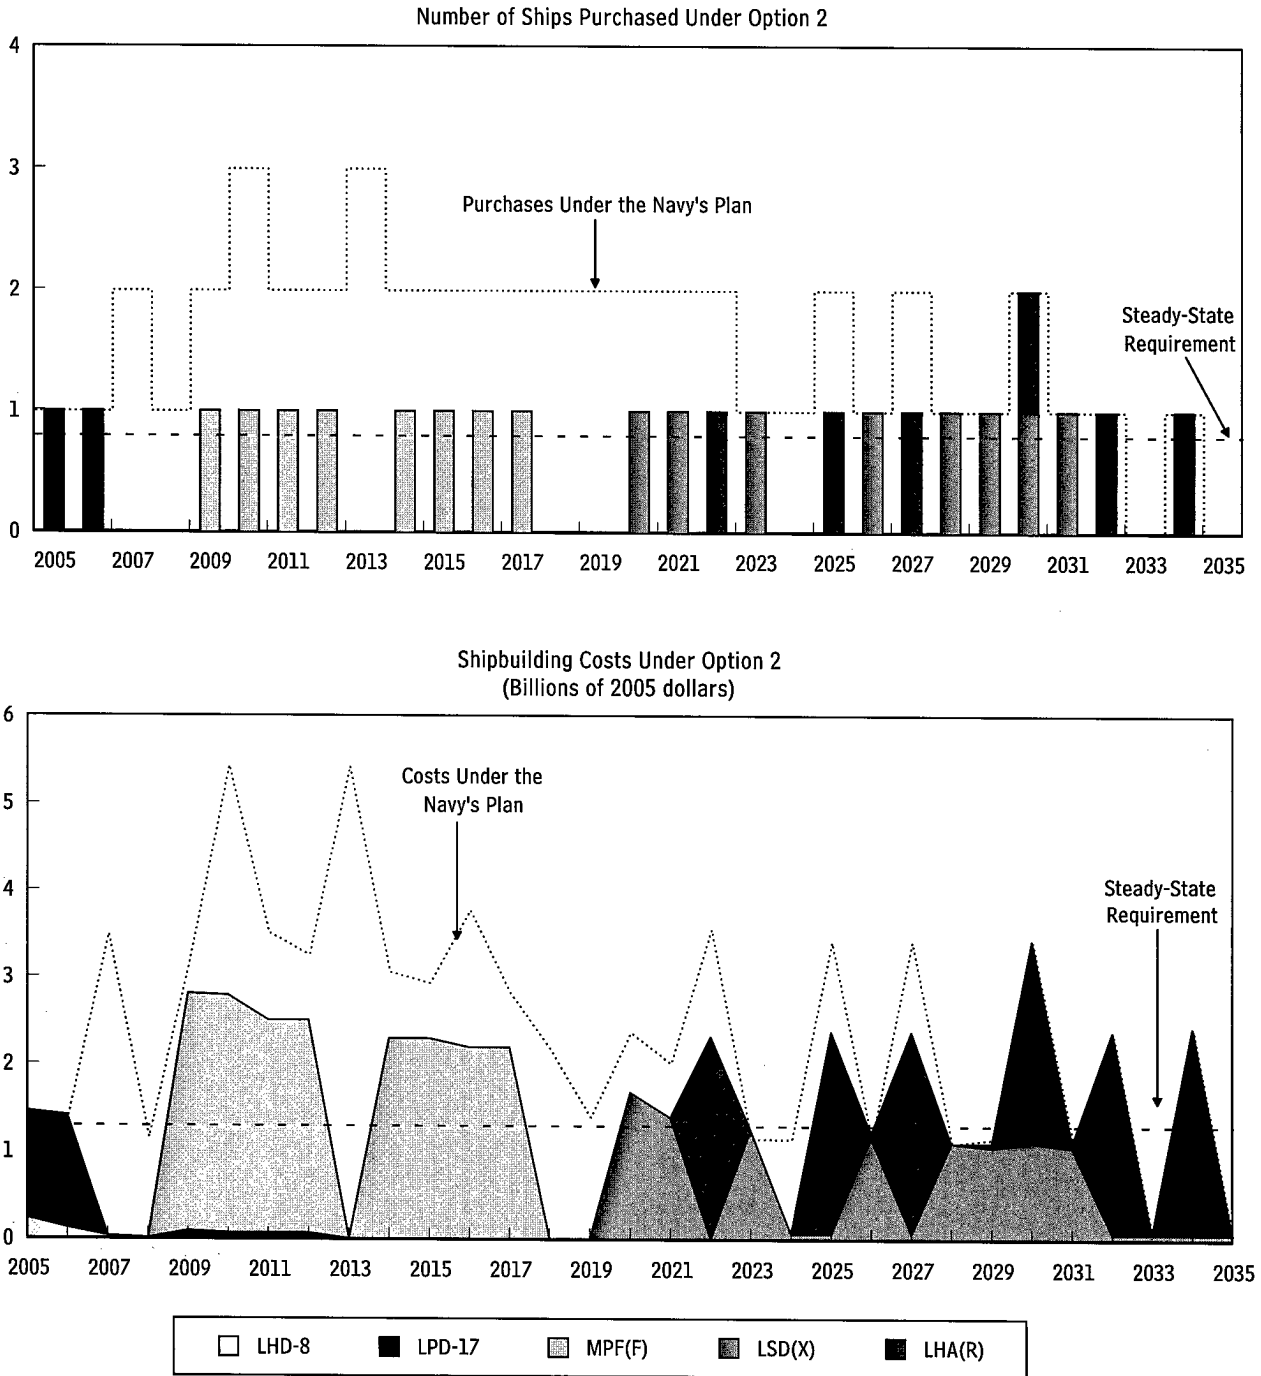 Number of Ships Purchased Under Option 2
4
3
Purchases Under the Navy's Plan
2
Steady-State
Requirement
1
0
2005 2007 2009 2011 2013 2015 2017 2019 2021 2023 2025 2027 2029 2031 2033 2035
Shipbuilding Costs Under Option 2
(Billions of 2005 dollars)
6
Costs Under the
Navy's Plan
5
4
Steady-State
Requirement
3
2
1
0
2005 2007 2009 2011 2013 2015 2017 2019 2021 2023 2025 2027 2029 2031 2033 2035
LHD-8 LPD-17 MPF(F) LSD(X) LHA(R)